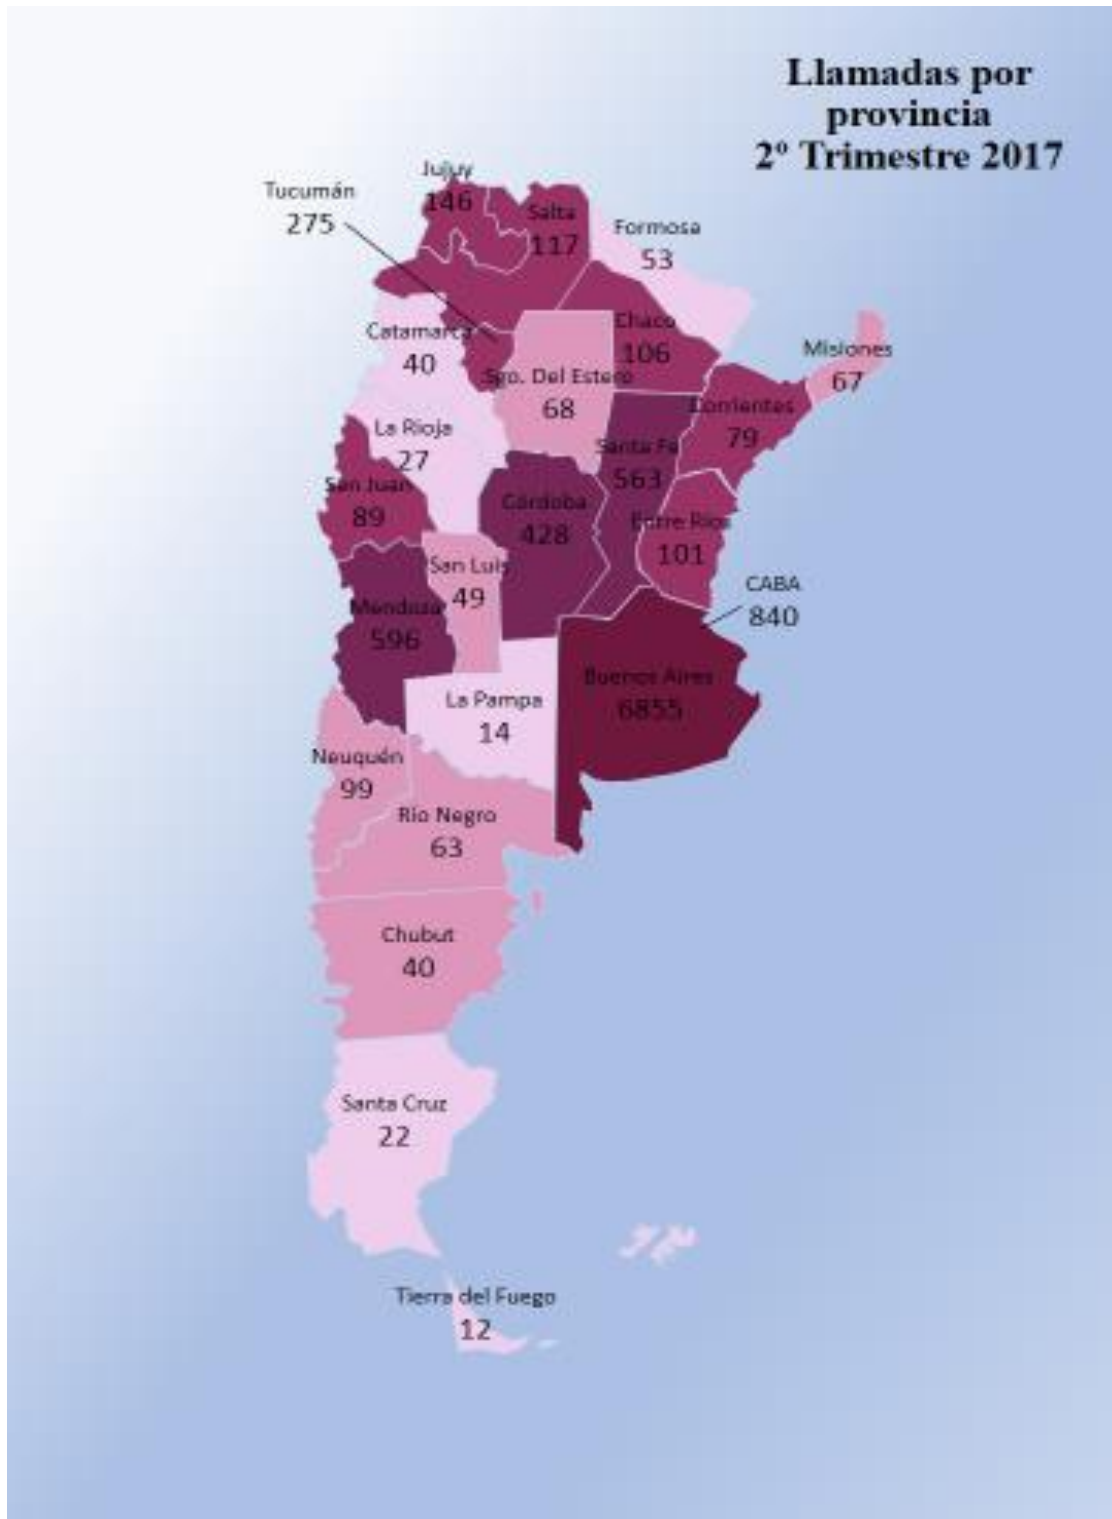 Llamadas por
provincia
2º Trimestre 2017
Jujuy
146
Tucumán
275
Salta
117
Formosa
53
Catamarca
40
Chaco
106
Misiones
67
Sgo. Del Estero
68
Corrientes
79
La Rioja
27
Santa Fe
563
San Juan
89
Córdoba
428
Entre Rios
101
San Luis
49
CABA
840
Mendoza
596
Buenos Aires
6855
La Pampa
14
Neuquén
99
Río Negro
63
Chubut
40
Santa Cruz
22
Tierra del Fuego
12